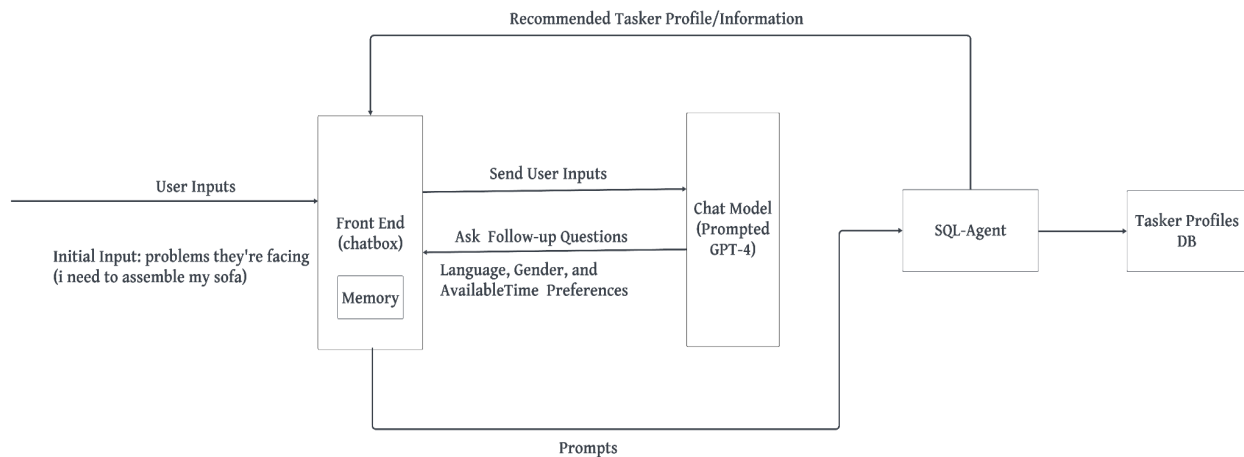 Recommended Tasker Profile/Information
User Inputs
Initial Input: problems they're facing
(i need to assemble my sofa)
Front End
(chatbox)
Memory
Send User Inputs
Ask Follow-up Questions
Language, Gender, and
AvailableTime Preferences
Chat Model
(Prompted
GPT-4)
SQL-Agent
Tasker Profiles
DB
Prompts